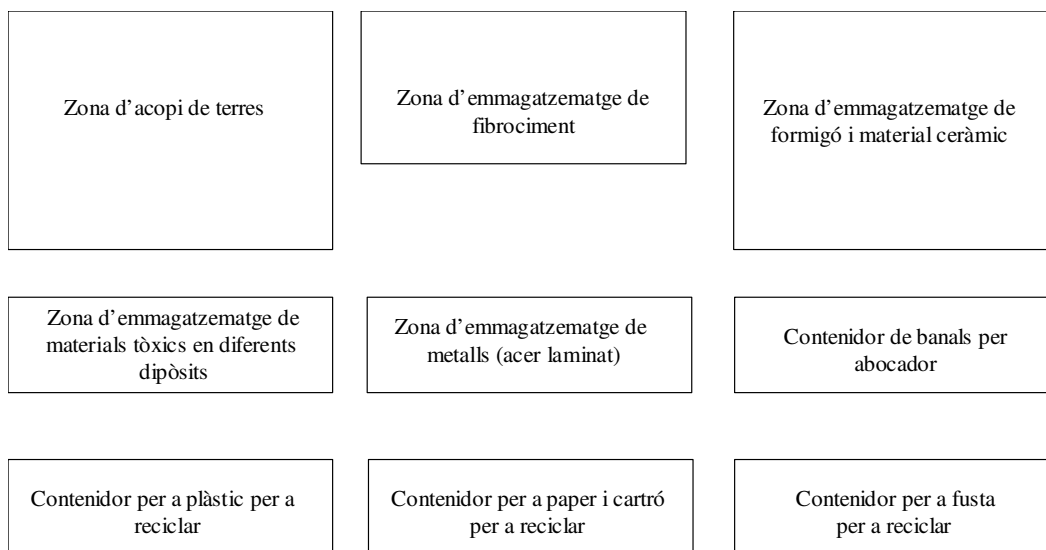 Zona d'acopi de terres
Zona d'emmagatzematge de
fibrociment
Zona d'emmagatzematge de
formigó i material ceràmic
Zona d'emmagatzematge de
materials tòxics en diferents
dipòsits
Zona d'emmagatzematge de
metalls (acer laminat)
Contenidor de banals per
abocador
Contenidor per a plàstic per a
reciclar
Contenidor per a paper i cartró
per a reciclar
Contenidor per a fusta
per a reciclar